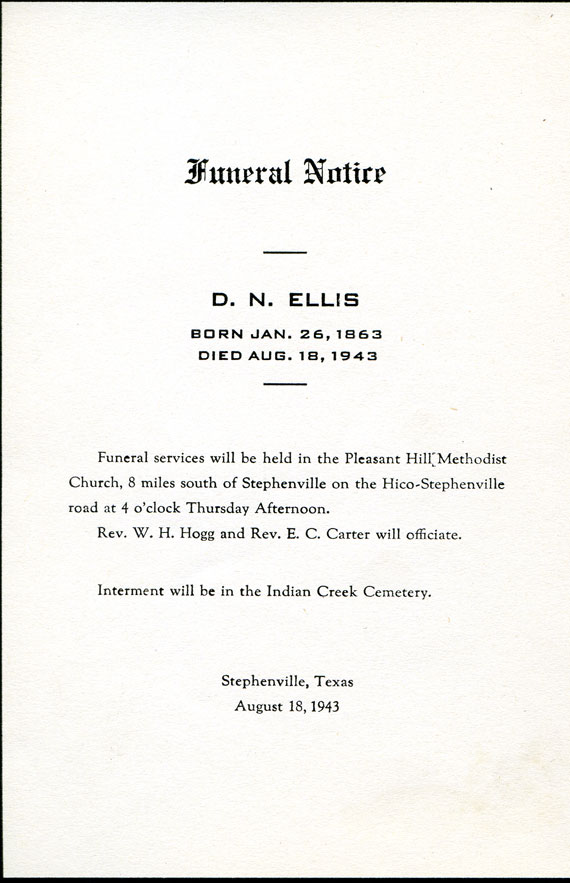 Funeral Notice
D. N. ELLIS
BORN JAN. 26, 1863
DIED AUG. 18, 1943
Funeral services will be held in the Pleasant Hill Methodist
Church, 8 miles south of Stephenville on the Hico-Stephenville
road at 4 o'clock Thursday Afternoon.
Rev. W. H. Hogg and Rev. E. C. Carter will officiate.
Interment will be in the Indian Creek Cemetery.
Stephenville, Texas
August 18, 1943